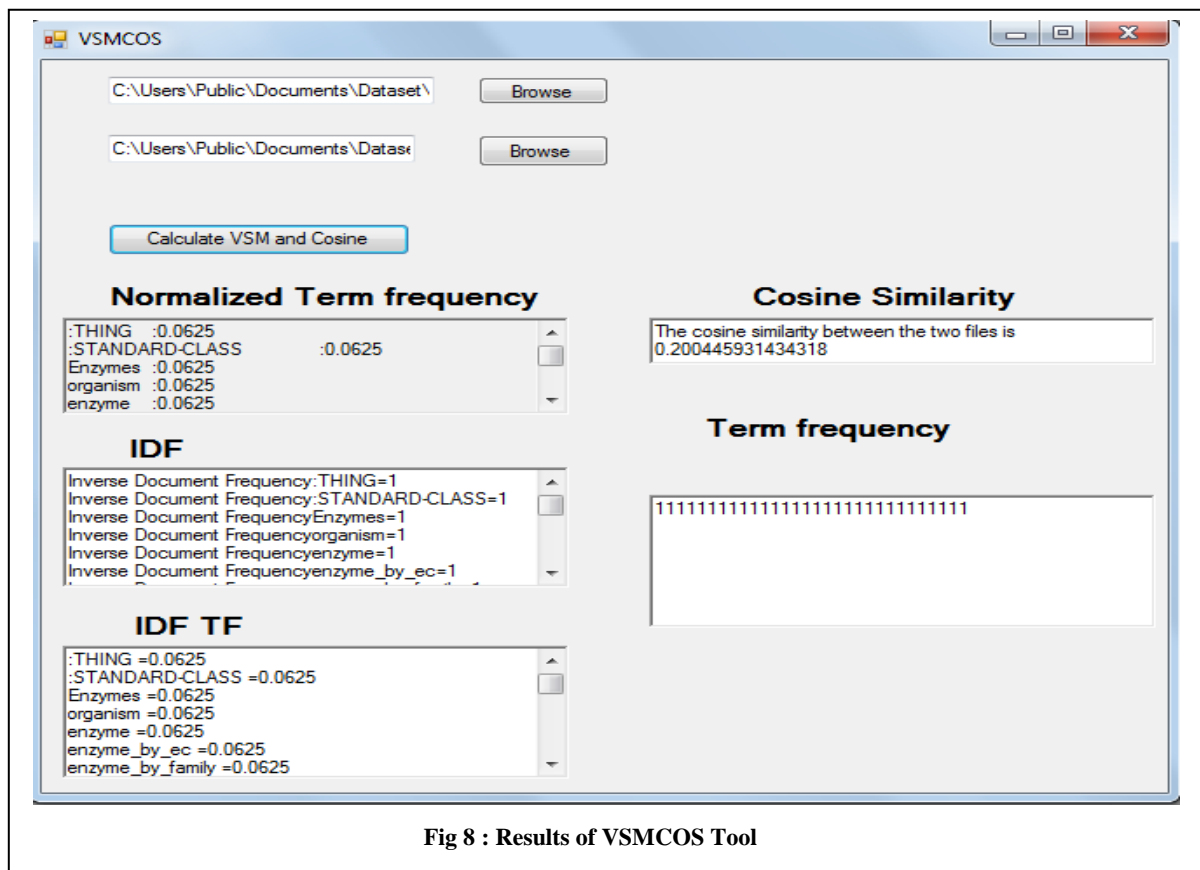 VSMCOS
C:\Users\Public\Documents\Dataset\
Browse
C:\Users\Public\Documents\Datase
Browse
Calculate VSM and Cosine
Normalized Term frequency
:THING :0.0625
:STANDARD-CLASS :0.0625
Enzymes :0.0625
organism :0.0625
enzyme :0.0625
Cosine Similarity
The cosine similarity between the two files is
0.200445931434318
IDF
Inverse Document Frequency:THING=1
Inverse Document Frequency:STANDARD-CLASS=1
Inverse Document FrequencyEnzymes=1
Inverse Document Frequencyorganism=1
Inverse Document Frequencyenzyme=1
Inverse Document Frequencyenzyme_by_ec=1
Term frequency
IDF TF
:THING =0.0625
:STANDARD-CLASS =0.0625
Enzymes =0.0625
organism =0.0625
enzyme =0.0625
enzyme_by_ec =0.0625
enzyme_by_family =0.0625
Fig 8 : Results of VSMCOS Tool